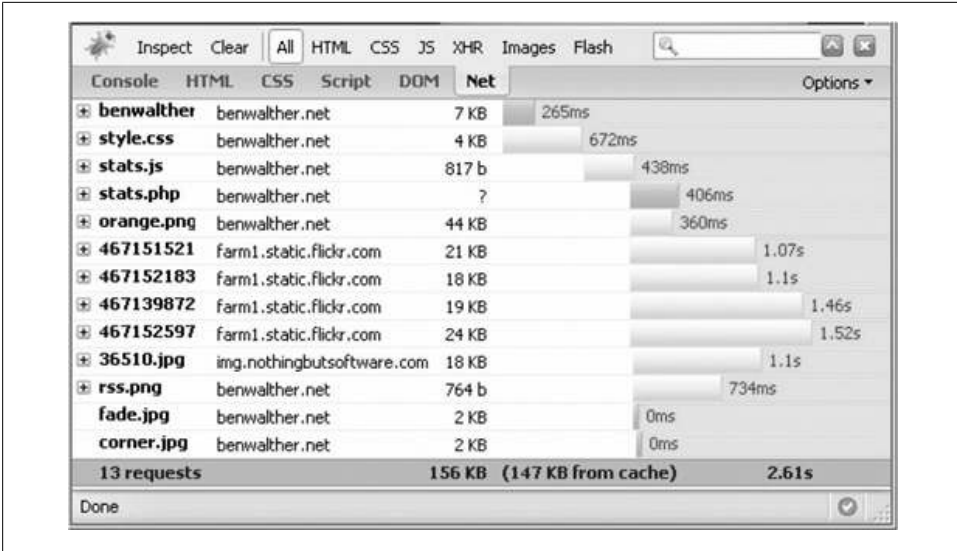 Inspect Clear All HTML CSS JS XHR Images Flash
Console HTML CSS Script DOM Net Options
benwalther benwalther.net 7 KB 265ms
style.css benwalther.net 4 KB 672ms
stats.js benwalther.net 817 b 438ms
stats.php benwalther.net ? 406ms
orange.png benwalther.net 44 KB 360ms
467151521 farm1.static.flickr.com 21 KB 1.07s
467152183 farm1.static.flickr.com 18 KB 1.1s
467139872 farm1.static.flickr.com 19 KB 1.46s
467152597 farm1.static.flickr.com 24 KB 1.52s
36510.jpg img.nothingbutsoftware.com 18 KB 1.1s
rss.png benwalther.net 764 b 734ms
fade.jpg benwalther.net 2 KB 0ms
corner.jpg benwalther.net 2 KB 0ms
13 requests 156 KB (147 KB from cache) 2.61s
Done